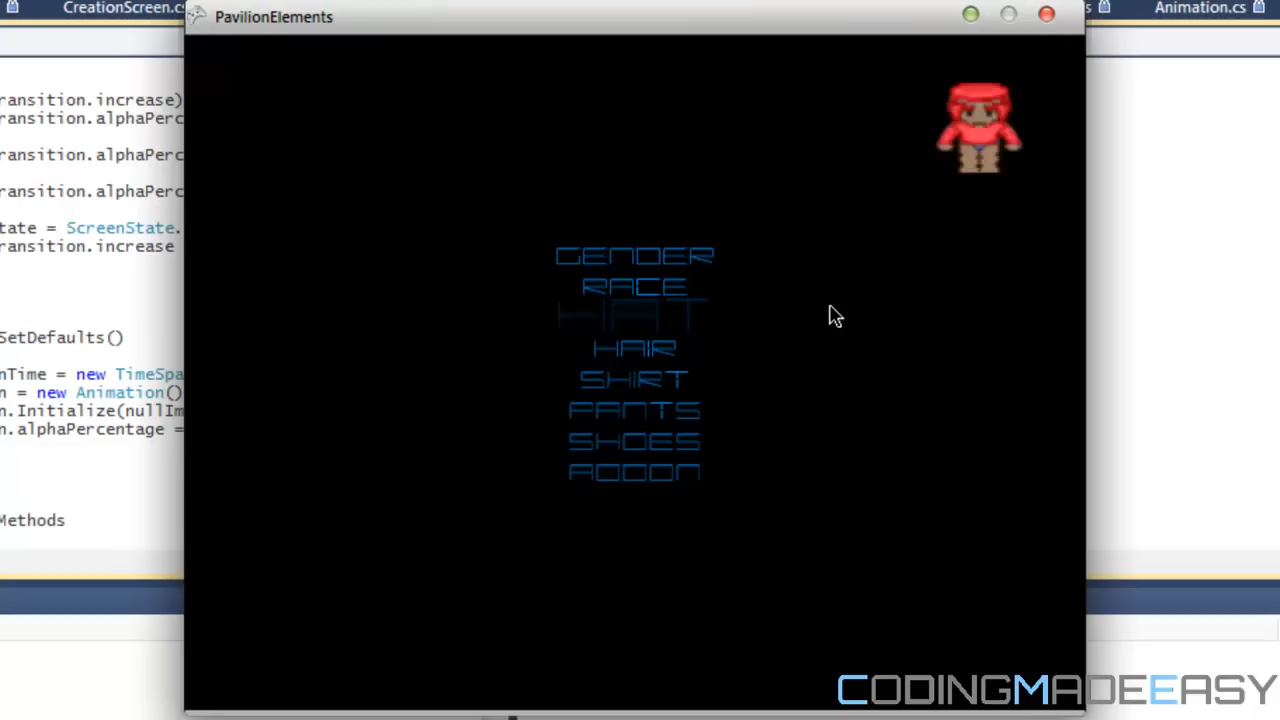 CreationScreen.cs
PavilionElements
s
Animation.cs
ransition.increase)
ransition.alphaPerc
ransition.alphaPerc
ransition.alphaPerc
tate = ScreenState.
ransition.increase
SetDefaults()
nTime = new TimeSpa
n = new Animation()
n.Initialize(nullIm
n.alphaPercentage =
Methods
GENDER
RACE
HAT
HAIR
SHIRT
PANTS
SHOES
CODINGMADEEASY